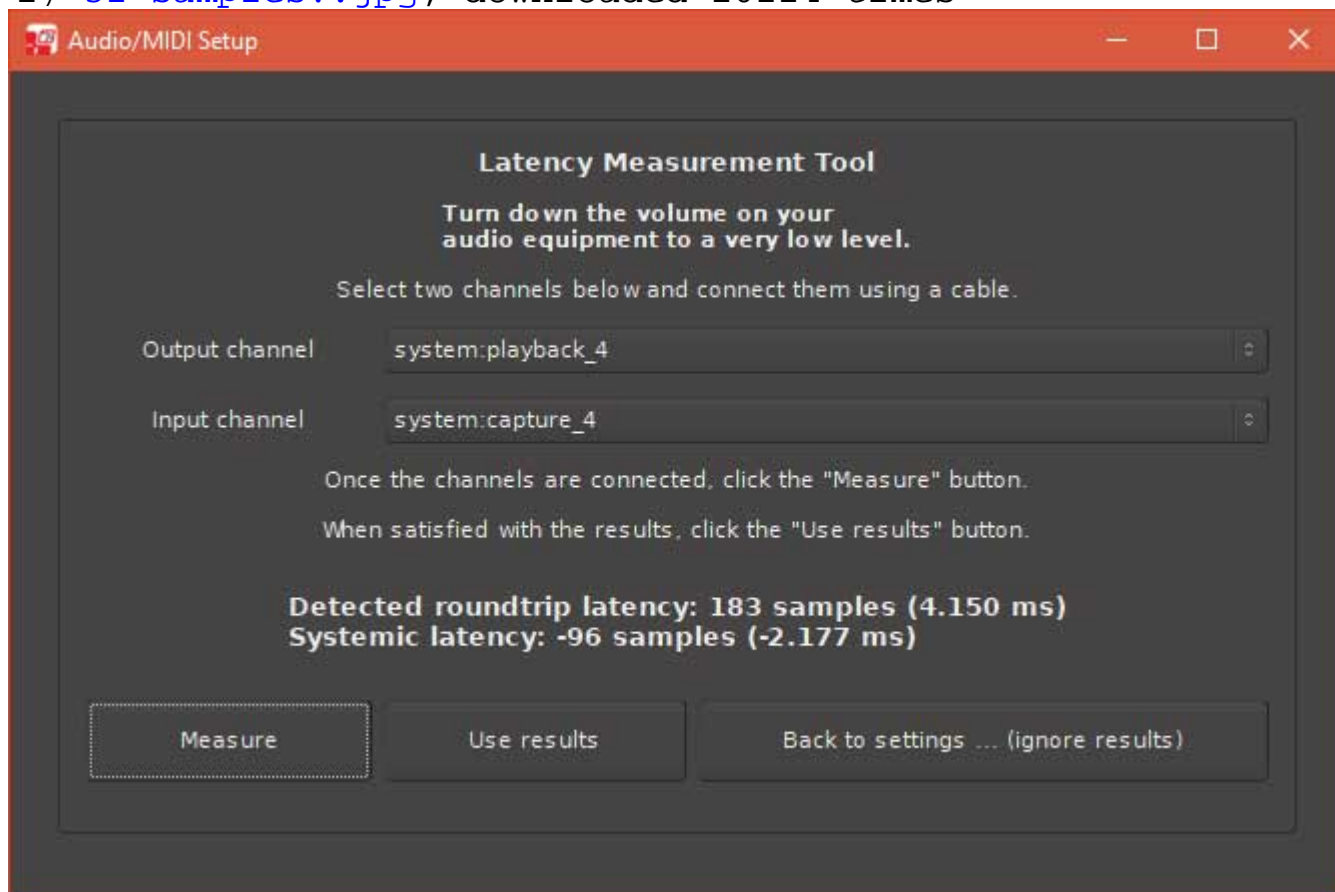 Audio/MIDI Setup
Latency Measurement Tool
Turn down the volume on your
audio equipment to a very low level.
Select two channels below and connect them using a cable.
Output channel system:playback_4
Input channel system:capture_4
Once the channels are connected, click the "Measure" button.
When satisfied with the results, click the "Use results" button.
Detected roundtrip latency: 183 samples (4.150 ms)
Systemic latency: -96 samples (-2.177 ms)
Measure Use results Back to settings ... (ignore results)